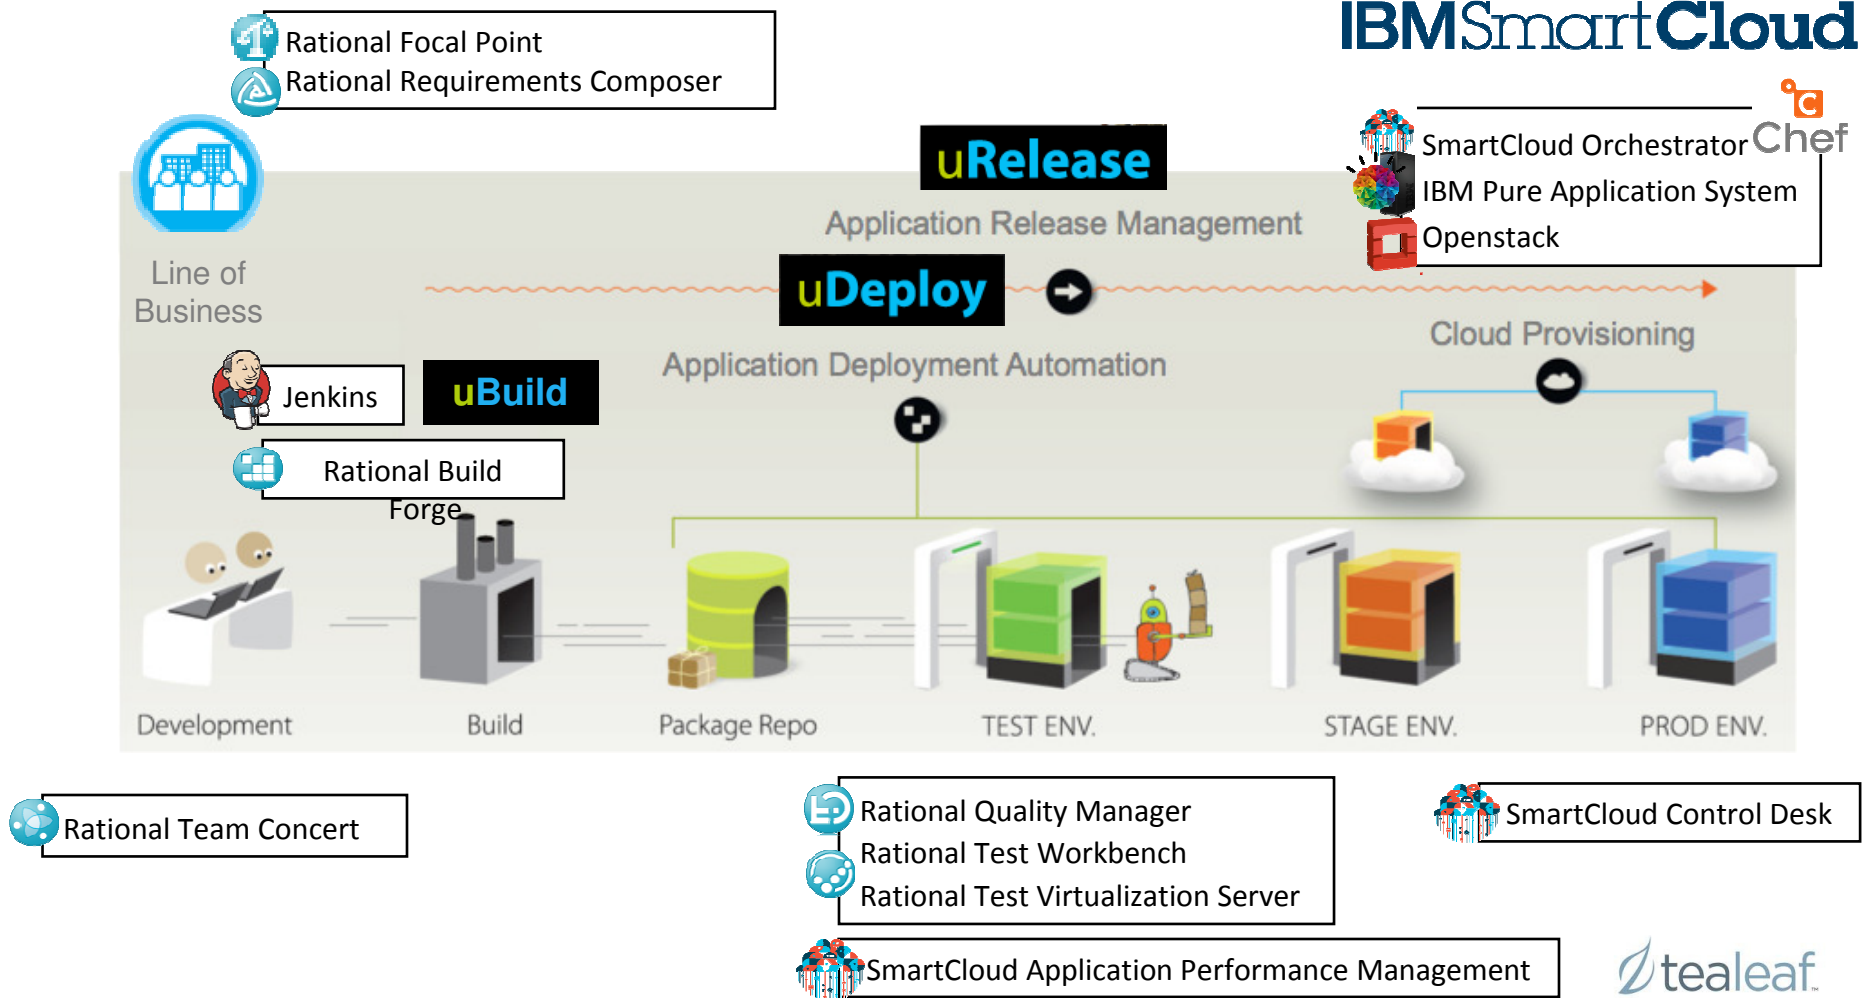 IBMSmartCloud
Rational Focal Point
Rational Requirements Composer
Chef
SmartCloud Orchestrator
IBM Pure Application System
Openstack
uRelease
Application Release Management
Line of
Business
uDeploy
Cloud Provisioning
Application Deployment Automation
Jenkins
uBuild
Rational Build
Forge
Development
Build
Package Repo
TEST ENV.
STAGE ENV.
PROD ENV.
Rational Team Concert
Rational Quality Manager
Rational Test Workbench
Rational Test Virtualization Server
SmartCloud Control Desk
SmartCloud Application Performance Management
tealeaf